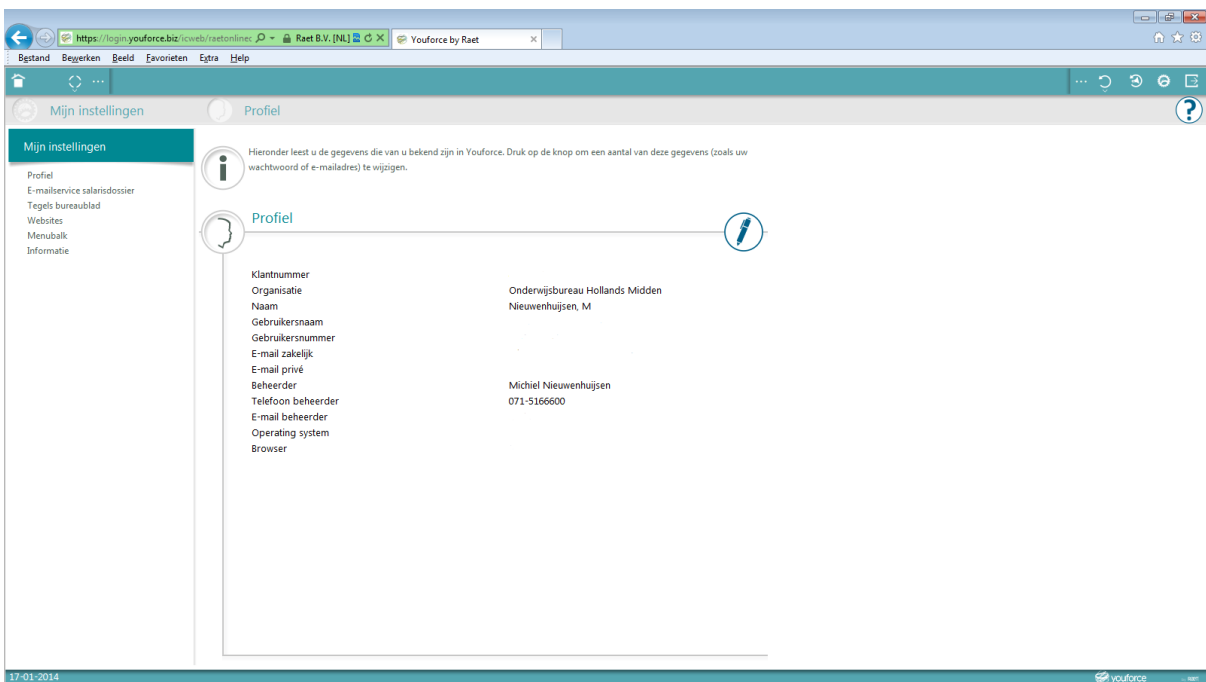 https://login.youforce.biz/icweb/raetonlinec
Raet B.V. [NL]
Youforce by Raet
Bestand Bewerken Beeld Favorieten Extra Help
Mijn instellingen
Profiel
?
Mijn instellingen
Profiel
E-mailservice salarisdossier
Tegels bureaublad
Websites
Menubalk
Informatie
Hieronder leest u de gegevens die van u bekend zijn in Youforce. Druk op de knop om een aantal van deze gegevens (zoals uw
wachtwoord of e-mailadres) te wijzigen.
Profiel
Klantnummer
Organisatie Onderwijsbureau Hollands Midden
Naam Nieuwenhuijsen, M
Gebruikersnaam
Gebruikersnummer
E-mail zakelijk
E-mail privé
Beheerder Michiel Nieuwenhuijsen
Telefoon beheerder 071-5166600
E-mail beheerder
Operating system
Browser
17-01-2014
youforce